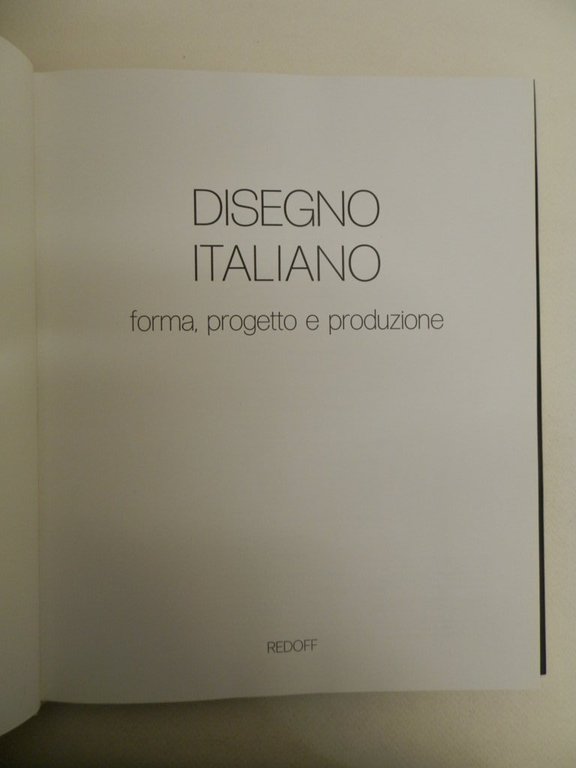 DISEGNO
ITALIANO
forma, progetto e produzione
REDOFF